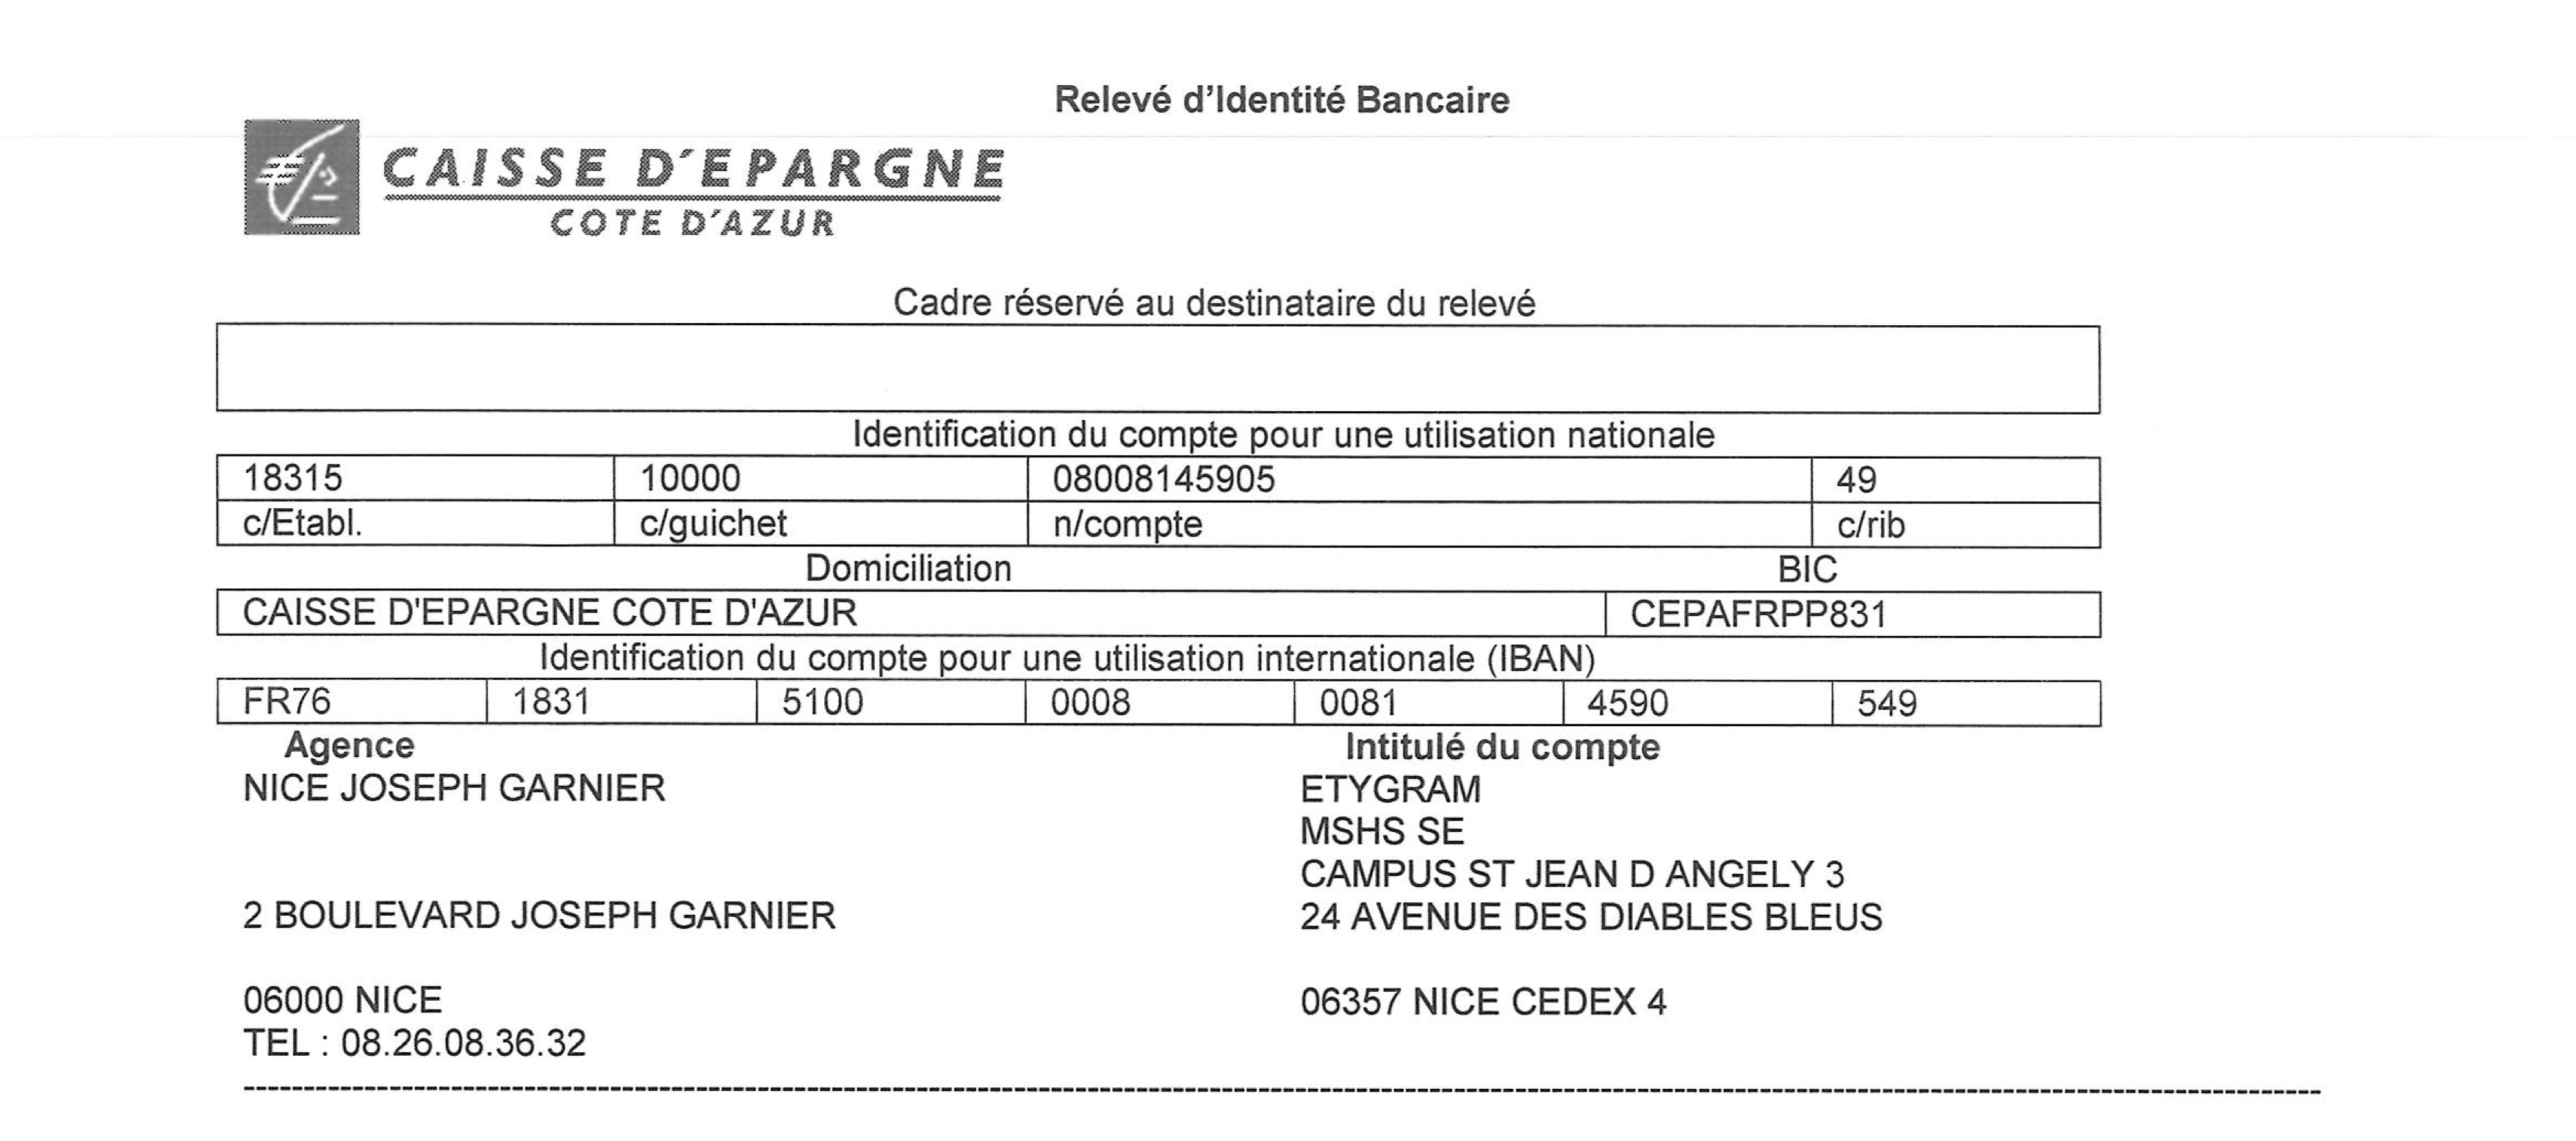 Relevé d'Identité Bancaire
CAISSE D'EPARGNE
COTE D'AZUR
Cadre réservé au destinataire du relevé
Identification du compte pour une utilisation nationale
18315 10000 08008145905 49
c/Etabl. c/guichet n/compte c/rib
Domiciliation BIC
CAISSE D'EPARGNE COTE D'AZUR CEPAFRPP831
Identification du compte pour une utilisation internationale (IBAN)
FR76 1831 5100 0008 0081 4590 549
Agence Intitulé du compte
NICE JOSEPH GARNIER ETYGRAM
MSHS SE
CAMPUS ST JEAN D ANGELY 3
2 BOULEVARD JOSEPH GARNIER 24 AVENUE DES DIABLES BLEUS
06000 NICE 06357 NICE CEDEX 4
TEL : 08.26.08.36.32